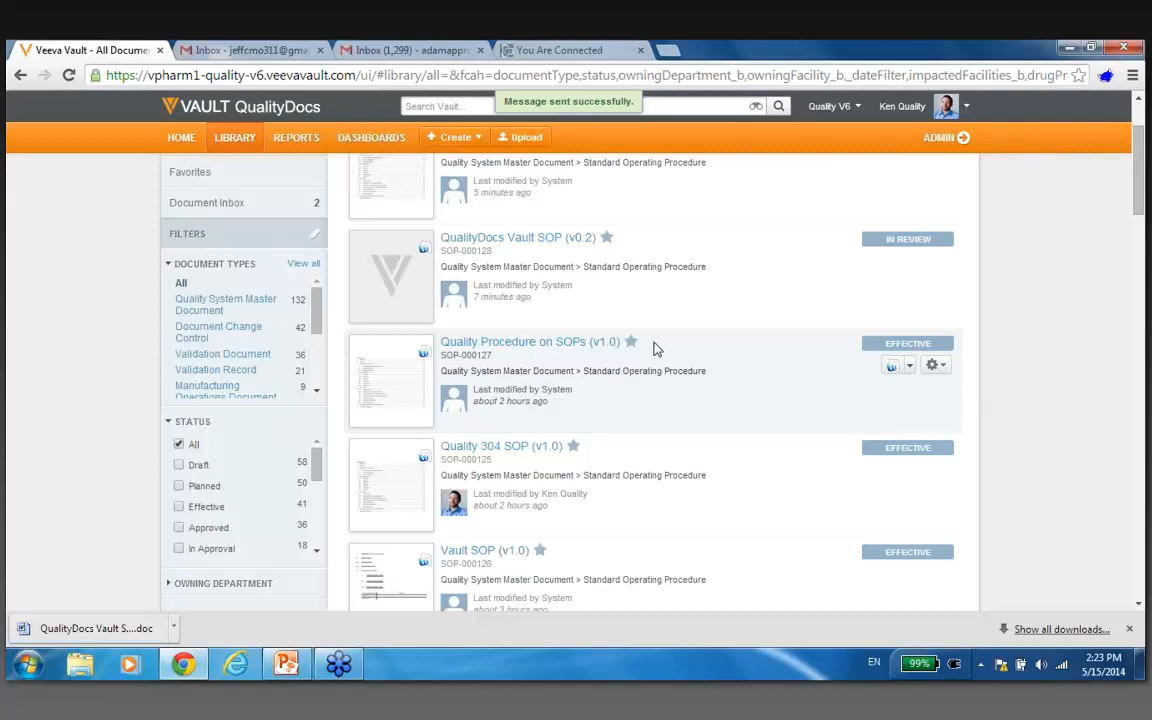 Veeva Vault - All Docume
Inbox - jeffcmo311@gma
Inbox (1,299) - adamappro
You Are Connected
https://vpharm1-quality-v6.veevavault.com/ui/#library/all=&fcah=documentType,status,owningDepartment_b,owningFacility_b,_dateFilter,impactedFacilities_b,drugPr
VAULT QualityDocs
Search Vault...
Message sent successfully.
Quality V6
Ken Quality
HOME
LIBRARY
REPORTS
DASHBOARDS
Create
Upload
ADMIN
Favorites
Document Inbox 2
FILTERS
DOCUMENT TYPES View all
All
Quality System Master Document 132
Document Change Control 42
Validation Document 36
Validation Record 21
Manufacturing Operations Document 9
STATUS
All
Draft 58
Planned 50
Effective 41
Approved 36
In Approval 18
OWNING DEPARTMENT
Quality System Master Document > Standard Operating Procedure
Last modified by System
5 minutes ago
QualityDocs Vault SOP (v0.2)
IN REVIEW
SOP-000128
Quality System Master Document > Standard Operating Procedure
Last modified by System
7 minutes ago
Quality Procedure on SOPs (v1.0)
EFFECTIVE
SOP-000127
Quality System Master Document > Standard Operating Procedure
Last modified by System
about 2 hours ago
Quality 304 SOP (v1.0)
EFFECTIVE
SOP-000125
Quality System Master Document > Standard Operating Procedure
Last modified by Ken Quality
about 2 hours ago
Vault SOP (v1.0)
EFFECTIVE
SOP-000126
Quality System Master Document > Standard Operating Procedure
Last modified by System
about 3 hours ago
QualityDocs Vault S....doc
Show all downloads...
EN
99%
2:23 PM
5/15/2014